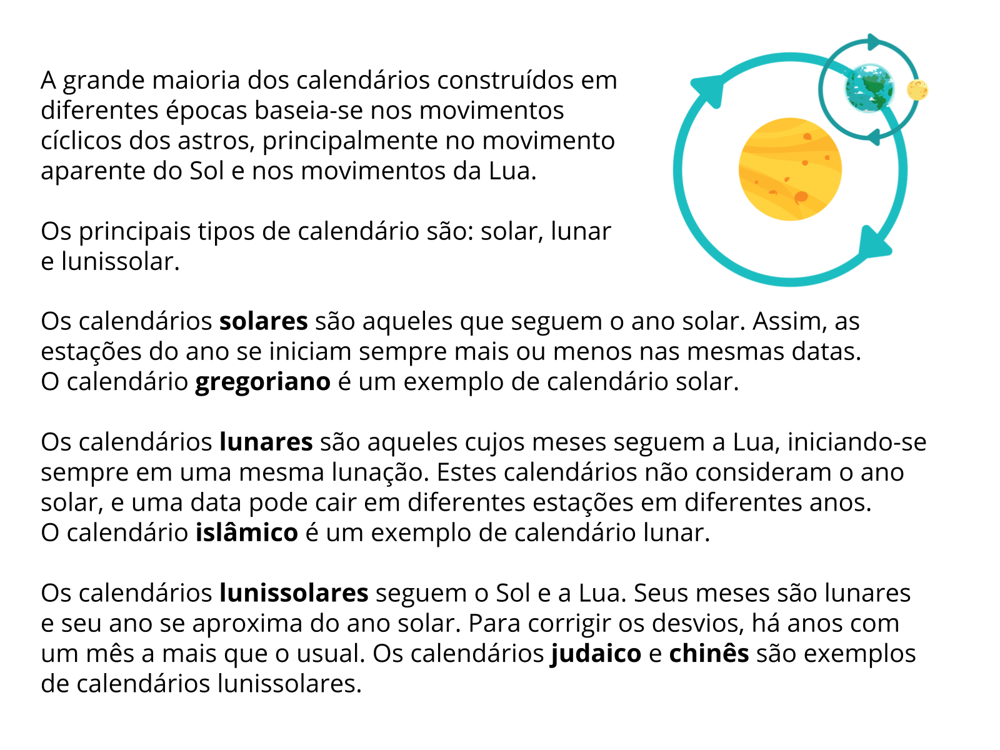 A grande maioria dos calendários construídos em
diferentes épocas baseia-se nos movimentos
cíclicos dos astros, principalmente no movimento
aparente do Sol e nos movimentos da Lua.
Os principais tipos de calendário são: solar, lunar
e lunissolar.
Os calendários solares são aqueles que seguem o ano solar. Assim, as
estações do ano se iniciam sempre mais ou menos nas mesmas datas.
O calendário gregoriano é um exemplo de calendário solar.
Os calendários lunares são aqueles cujos meses seguem a Lua, iniciando-se
sempre em uma mesma lunação. Estes calendários não consideram o ano
solar, e uma data pode cair em diferentes estações em diferentes anos.
O calendário islâmico é um exemplo de calendário lunar.
Os calendários lunissolares seguem o Sol e a Lua. Seus meses são lunares
e seu ano se aproxima do ano solar. Para corrigir os desvios, há anos com
um mês a mais que o usual. Os calendários judaico e chinês são exemplos
de calendários lunissolares.